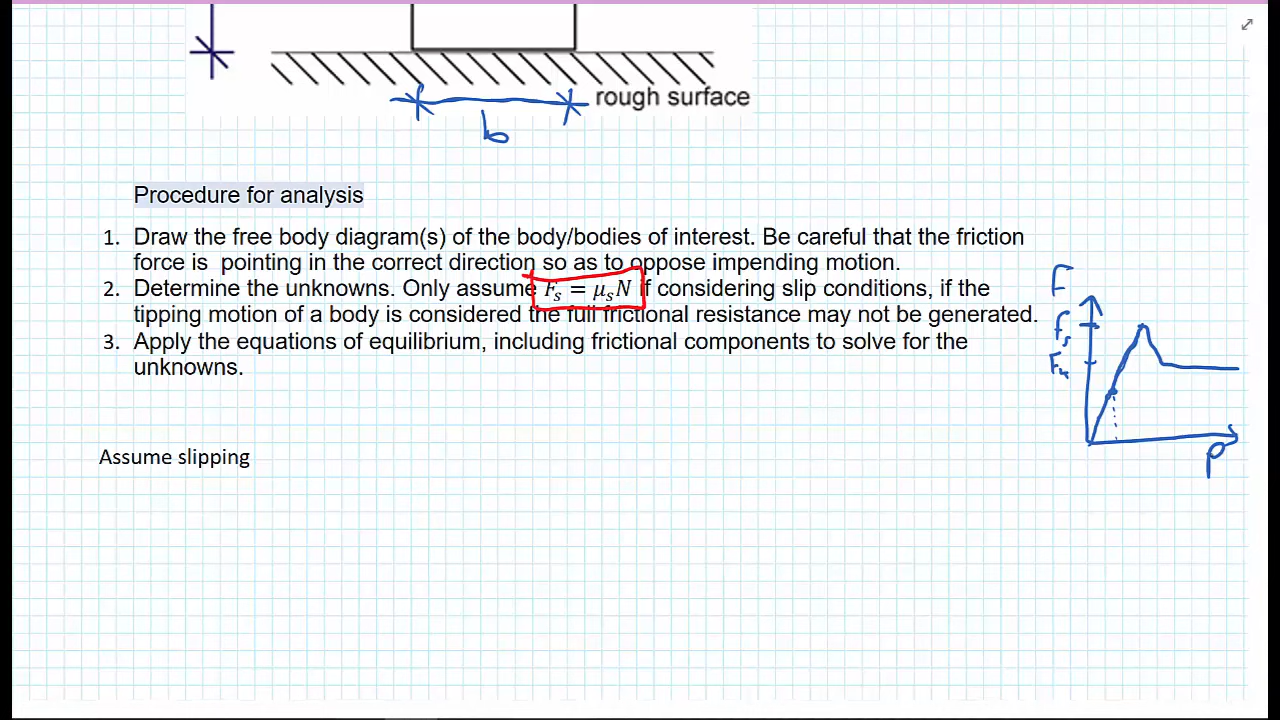 rough surface
b
Procedure for analysis
1. Draw the free body diagram(s) of the body/bodies of interest. Be careful that the friction
force is pointing in the correct direction so as to oppose impending motion.
2. Determine the unknowns. Only assume Fₛ = μₛN if considering slip conditions, if the
tipping motion of a body is considered the full frictional resistance may not be generated.
3. Apply the equations of equilibrium, including frictional components to solve for the
unknowns.
F
Fₛ
Fₖ
P
Assume slipping